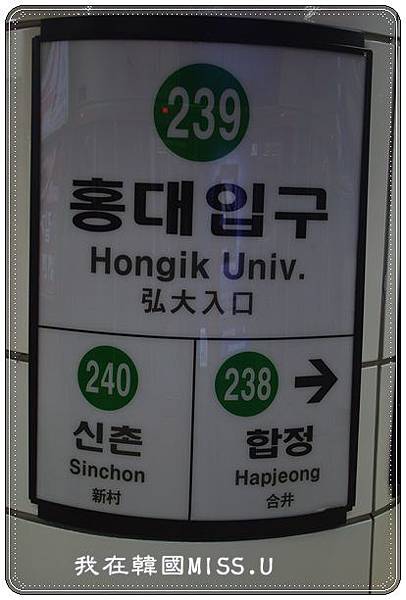 239
홍대입구
Hongik Univ.
弘大入口
240
신촌
Sinchon
新村
238 →
합정
Hapjeong
合井
我在韓國MISS.U